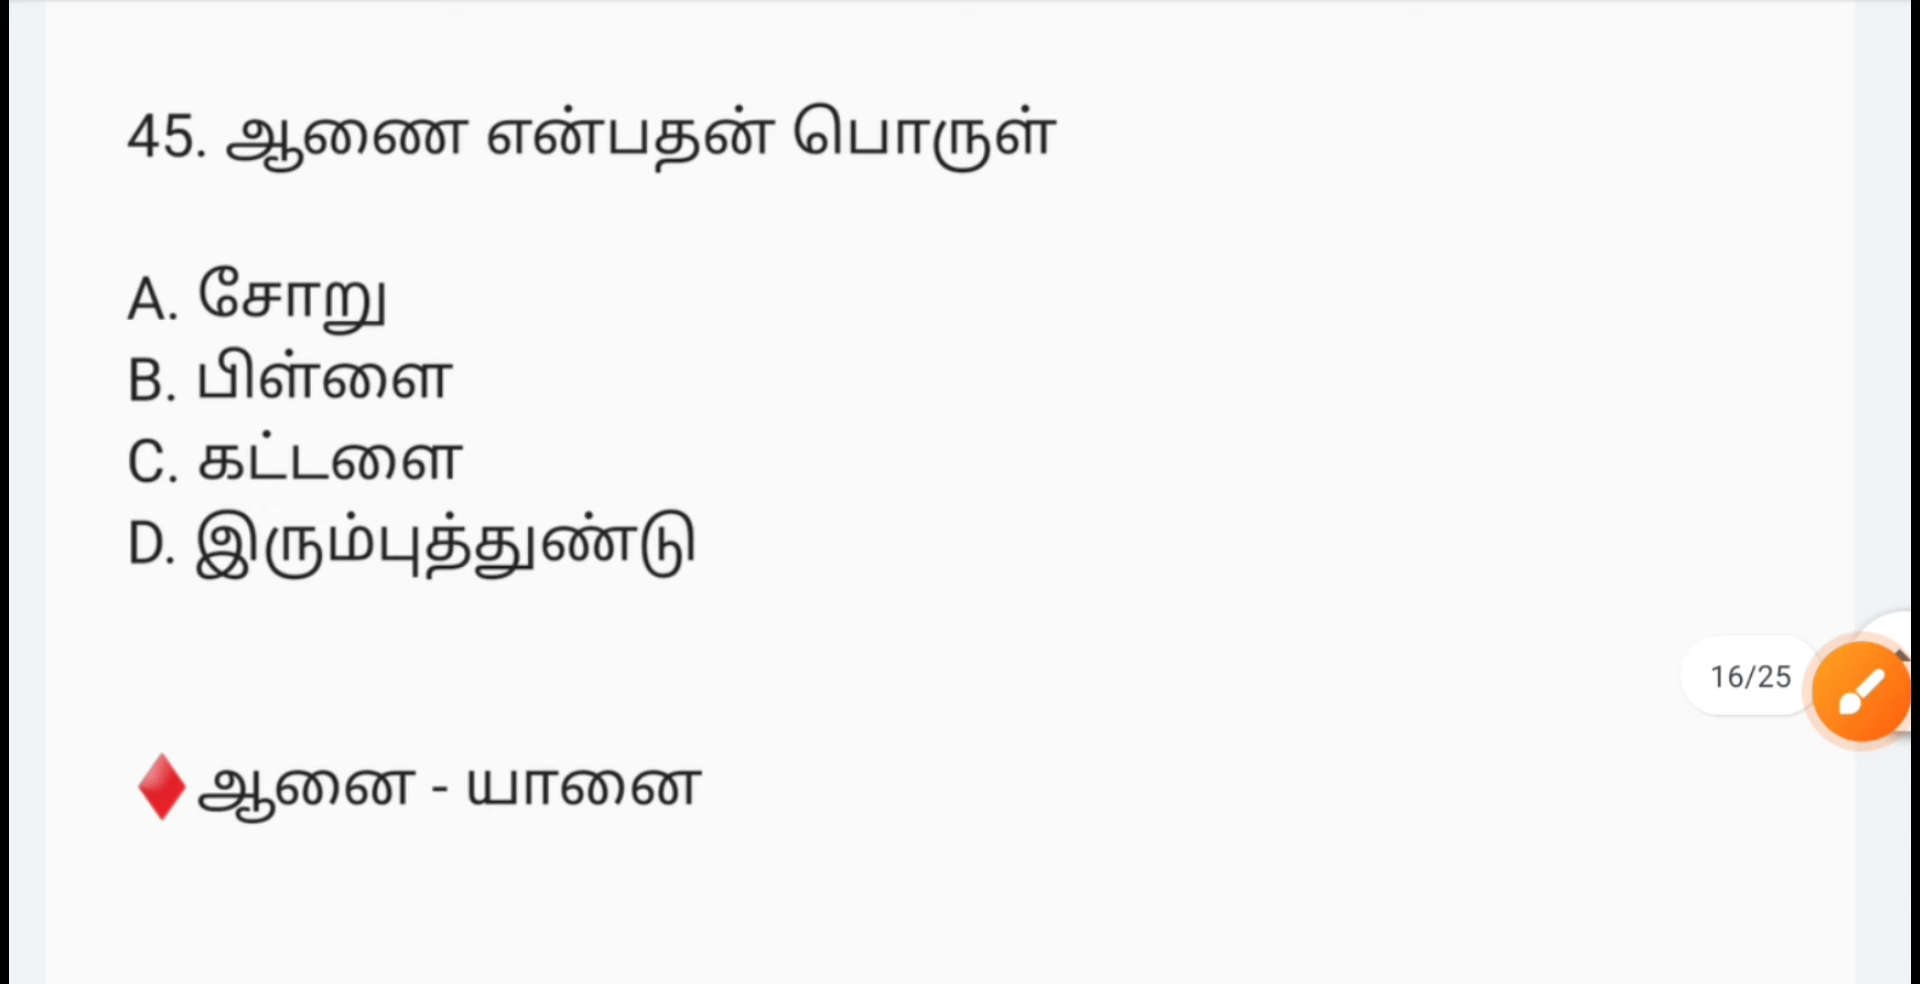 45. ஆணை என்பதன் பொருள்
A. சோறு
B. பிள்ளை
C. கட்டளை
D. இரும்புத்துண்டு
16/25
♦️ஆனை - யானை